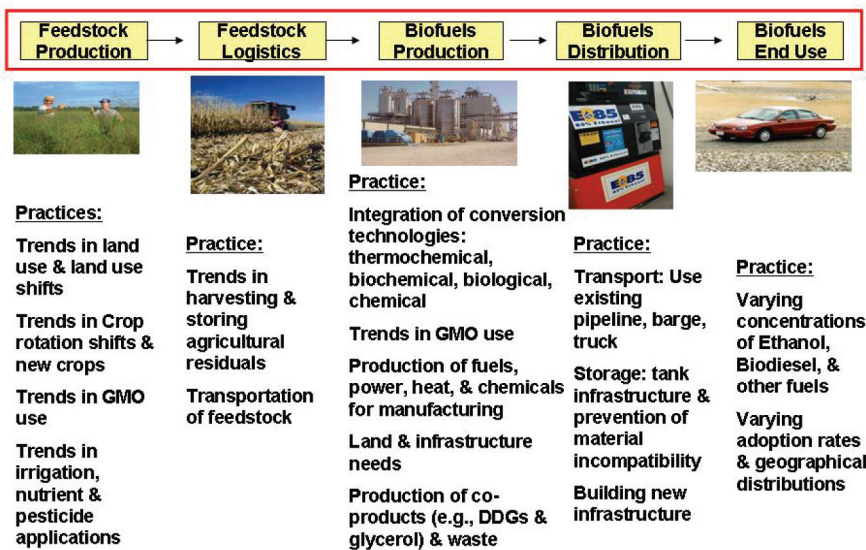 Feedstock
Production
Feedstock
Logistics
Biofuels
Production
Biofuels
Distribution
Biofuels
End Use
E85
85% Ethanol
E85
Practices:
Trends in land
use & land use
shifts
Trends in Crop
rotation shifts &
new crops
Trends in GMO
use
Trends in
irrigation,
nutrient &
pesticide
applications
Practice:
Trends in
harvesting &
storing
agricultural
residuals
Transportation
of feedstock
Practice:
Integration of conversion
technologies:
thermochemical,
biochemical, biological,
chemical
Trends in GMO use
Production of fuels,
power, heat, & chemicals
for manufacturing
Land & infrastructure
needs
Production of co-
products (e.g., DDGs &
glycerol) & waste
Practice:
Transport: Use
existing
pipeline, barge,
truck
Storage: tank
infrastructure &
prevention of
material
incompatibility
Building new
infrastructure
Practice:
Varying
concentrations
of Ethanol,
Biodiesel, &
other fuels
Varying
adoption rates
& geographical
distributions